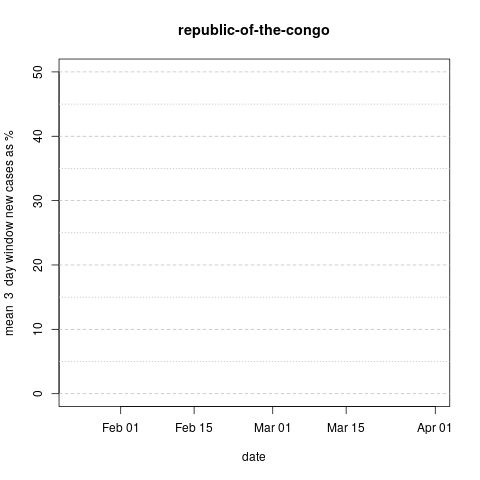 republic-of-the-congo
mean 3 day window new cases as %
50
40
30
20
10
0
Feb 01 Feb 15 Mar 01 Mar 15 Apr 01
date